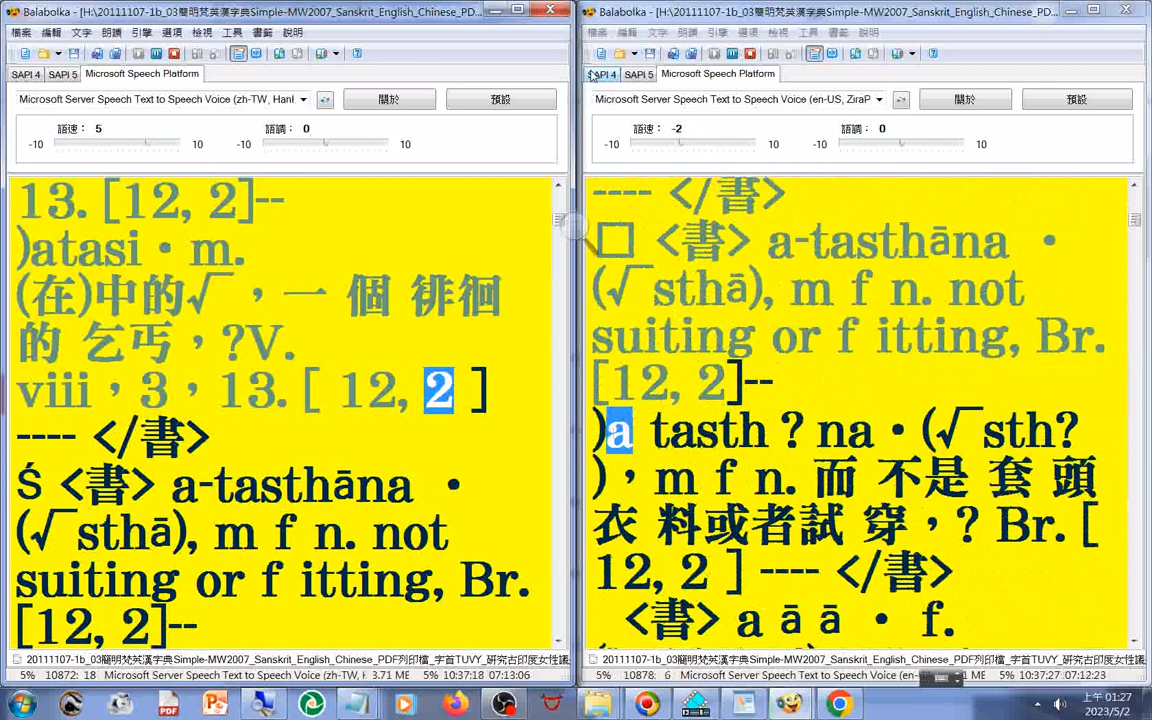 Balabolka - [H:\20111107-1b_03簡明梵英漢字典Simple-MW2007_Sanskrit_English_Chinese_PD...
檔案 編輯 文字 朗讀 引擎 選項 檢視 工具 書籤 說明
SAPI 4 SAPI 5 Microsoft Speech Platform
Microsoft Server Speech Text to Speech Voice (zh-TW, Hanl 關於 預設
語速： 5 語調： 0
-10 10 -10 10
13. [12, 2]--
)atasi • m.
(在)中的√ ，一 個 徘徊
的 乞丐，?V.
viii，3，13. [ 12, 2 ]
---- </書>
Ś <書> a-tasthāna •
(√sthā), m f n. not
suiting or f itting, Br.
[12, 2]--
20111107-1b_03簡明梵英漢字典Simple-MW2007_Sanskrit_English_Chinese_PDF列印檔_字首TUVY_研究古印度女性議
5% 10872: 18 Microsoft Server Speech Text to Speech Voice (zh-TW, H 3.71 ME 5% 10:37:18 07:13:06
Balabolka - [H:\20111107-1b_03簡明梵英漢字典Simple-MW2007_Sanskrit_English_Chinese_PD...
檔案 編輯 文字 朗讀 引擎 選項 檢視 工具 書籤 說明
SAPI 4 SAPI 5 Microsoft Speech Platform
Microsoft Server Speech Text to Speech Voice (en-US, ZiraP 關於 預設
語速： -2 語調： 0
-10 10 -10 10
---- </書>
□ <書> a-tasthāna •
(√sthā), m f n. not
suiting or f itting, Br.
[12, 2]--
)a tasth？na •(√sth?
)，m f n. 而 不是 套 頭
衣 料或者試 穿，? Br. [
12, 2 ] ---- </書>
<書> a ā ā • f.
20111107-1b_03簡明梵英漢字典Simple-MW2007_Sanskrit_English_Chinese_PDF列印檔_字首TUVY_研究古印度女性議
5% 10878: 6 Microsoft Server Speech Text to Speech Voice (en- 1 ME 5% 10:37:27 07:12:23
上午 01:27
2023/5/2